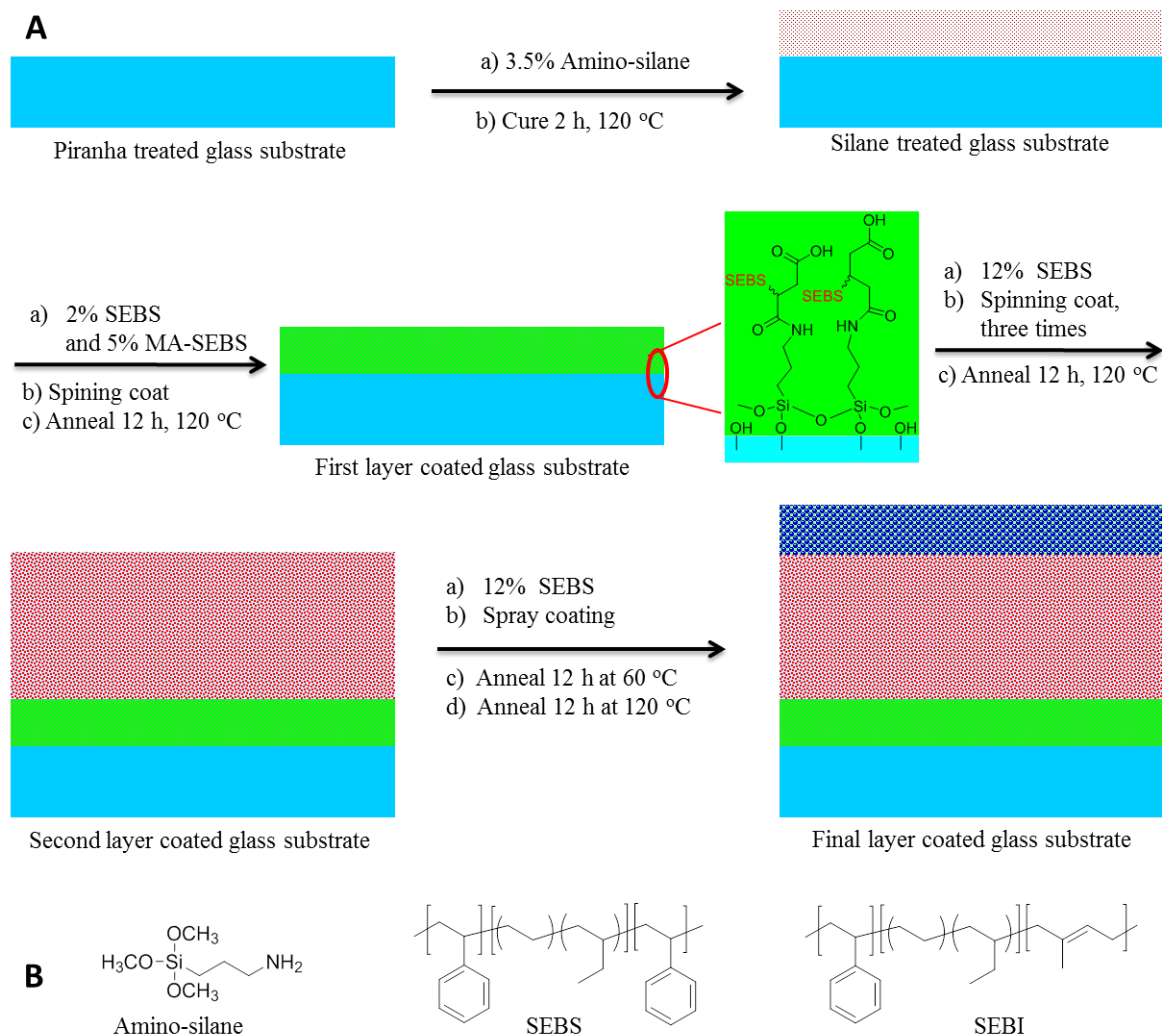 A
a) 3.5% Amino-silane
b) Cure 2 h, 120 °C
Piranha treated glass substrate
Silane treated glass substrate
a) 2% SEBS
and 5% MA-SEBS
b) Spining coat
c) Anneal 12 h, 120 °C
First layer coated glass substrate
OH
O
O
OH
O
SEBS
SEBS
O
NH
HN
O
Si
Si
O
O
O
OH
O
O
OH
a) 12% SEBS
b) Spinning coat,
three times
c) Anneal 12 h, 120 °C
a) 12% SEBS
b) Spray coating
c) Anneal 12 h at 60 °C
d) Anneal 12 h at 120 °C
Second layer coated glass substrate
Final layer coated glass substrate
B
OCH3
H3CO
Si
NH2
OCH3
Amino-silane
SEBS
SEBI